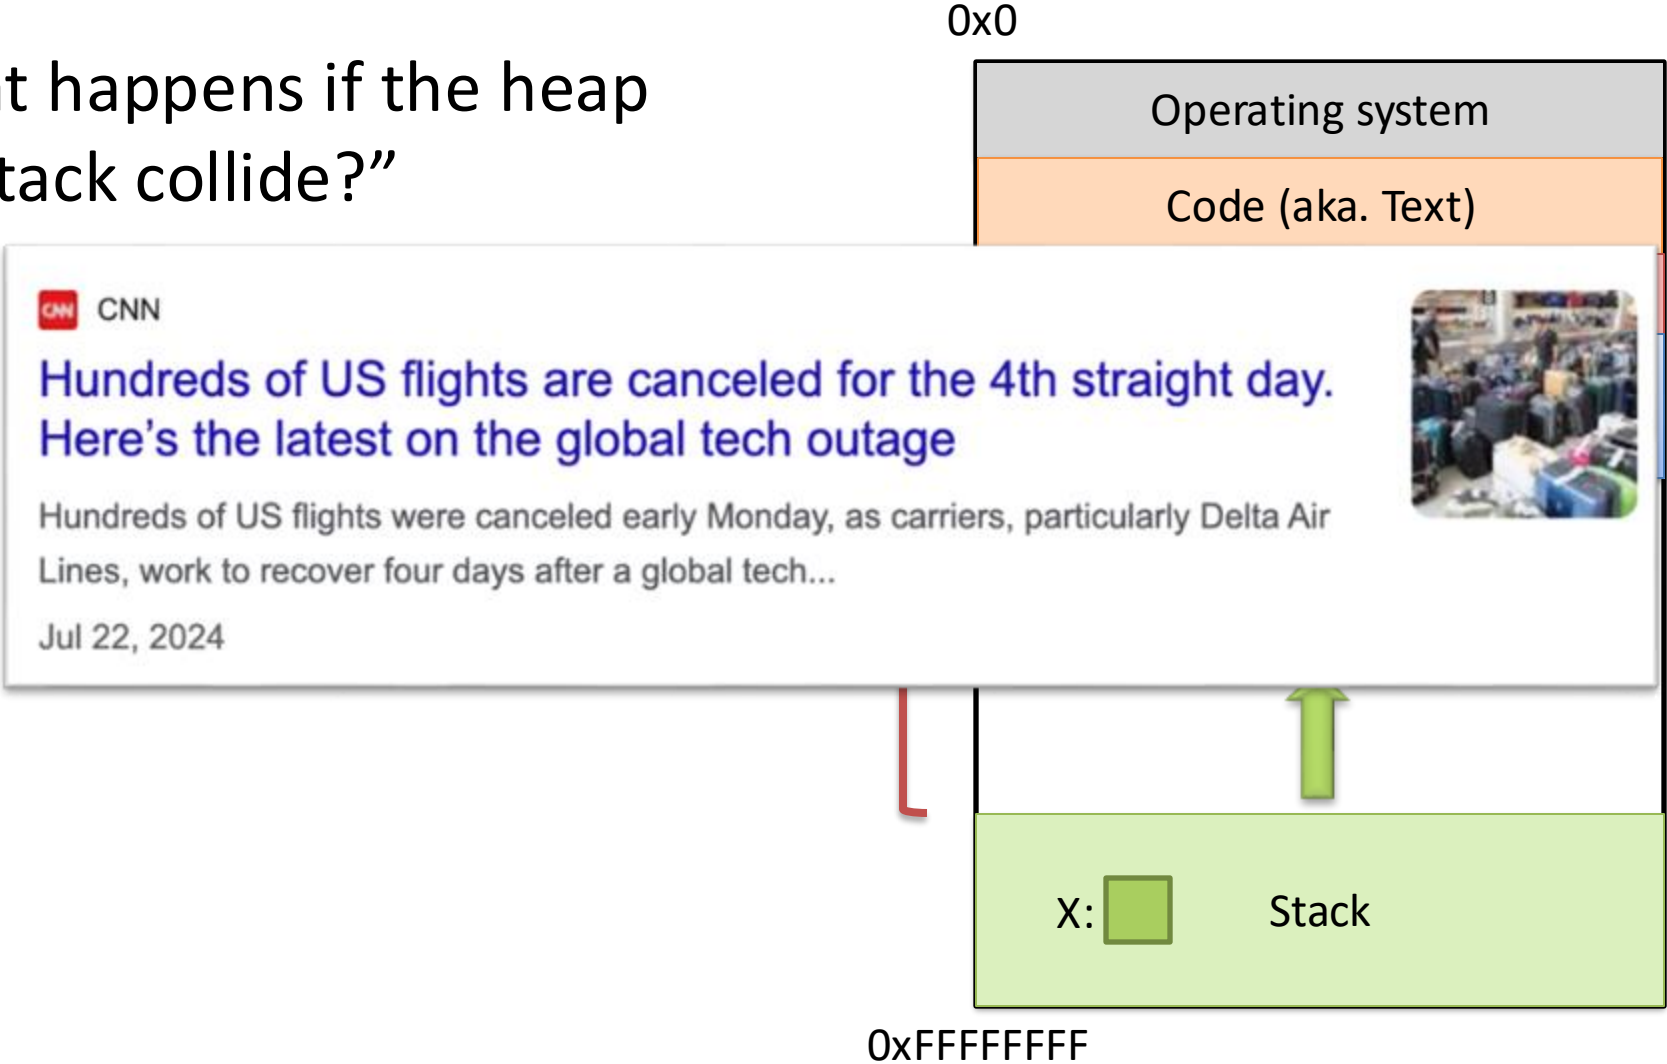 0x0
t happens if the heap
tack collide?”
Operating system
Code (aka. Text)
CNN CNN
Hundreds of US flights are canceled for the 4th straight day.
Here’s the latest on the global tech outage
Hundreds of US flights were canceled early Monday, as carriers, particularly Delta Air
Lines, work to recover four days after a global tech...
Jul 22, 2024
X: Stack
0xFFFFFFFF